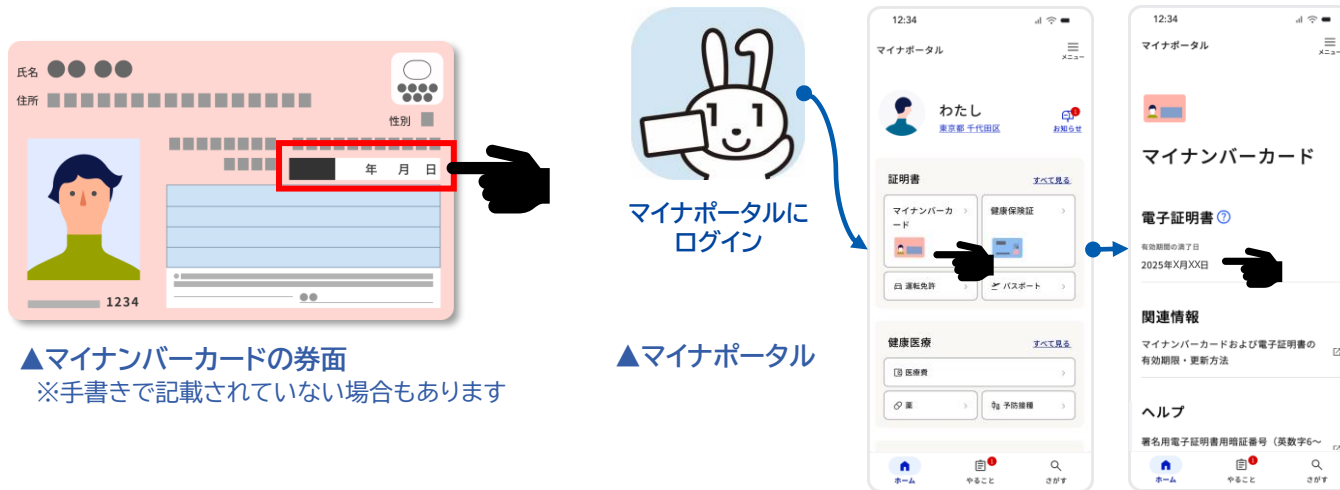 氏名
住所
性別
年 月 日
1234
▲マイナンバーカードの券面
※手書きで記載されていない場合もあります
マイナポータルに
ログイン
▲マイナポータル
12:34
マイナポータル
メニュー
わたし
東京都 千代田区
お知らせ
証明書
すべて見る
マイナンバーカ
ード
健康保険証
運転免許
パスポート
健康医療
すべて見る
医療費
薬
予防接種
ホーム
やること
さがす
12:34
マイナポータル
メニュー
マイナンバーカード
電子証明書
有効期間の満了日
2025年X月XX日
関連情報
マイナンバーカードおよび電子証明書の
有効期限・更新方法
ヘルプ
署名用電子証明書用暗証番号（英数字6〜
ホーム
やること
さがす